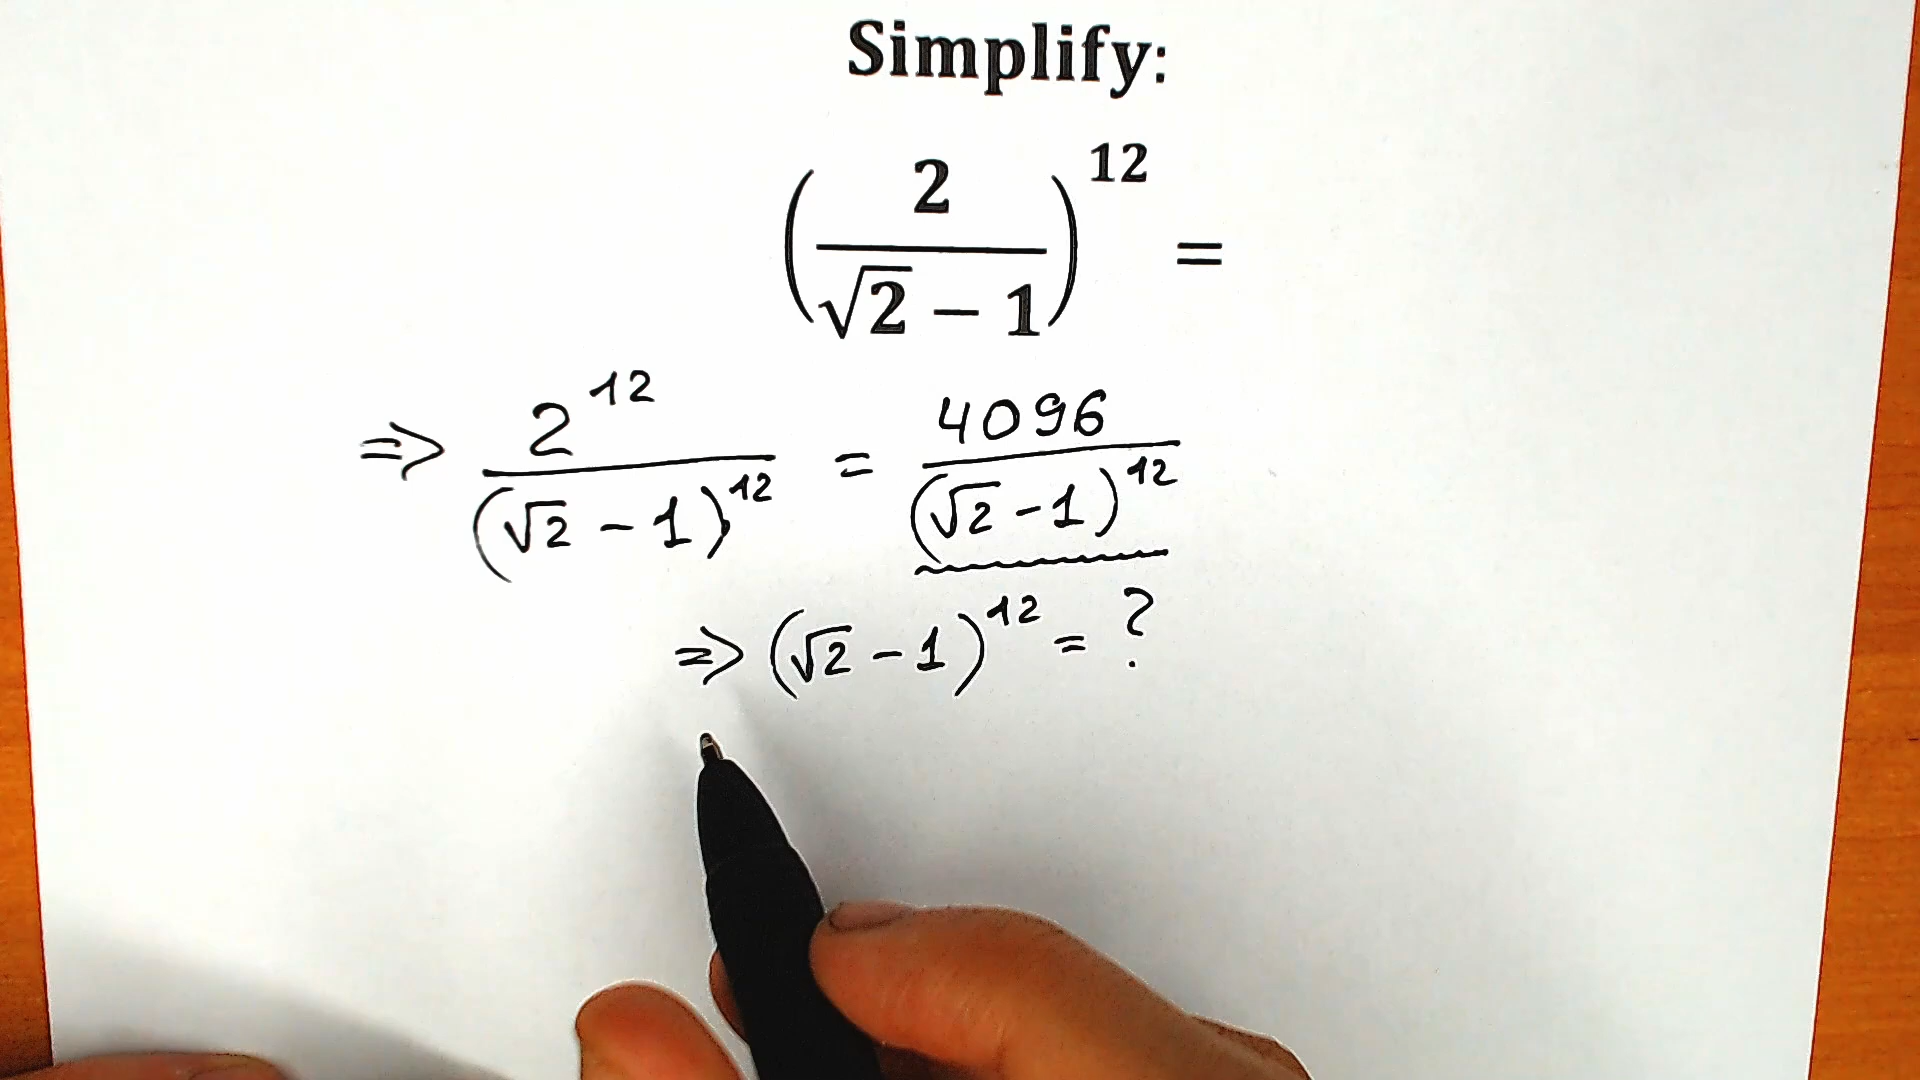 Simplify:
(2/(√2 − 1))^12 =
=> 2^12/(√2 − 1)^12 = 4096/(√2 − 1)^12
=> (√2 − 1)^12 = ?